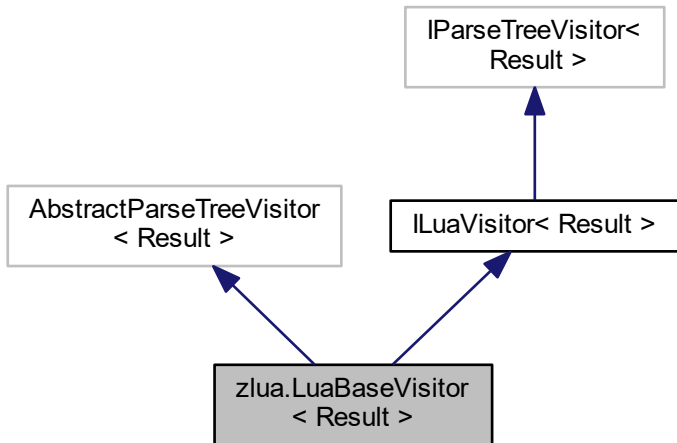 IParseTreeVisitor<
Result >
AbstractParseTreeVisitor
< Result >
ILuaVisitor< Result >
zlua.LuaBaseVisitor
< Result >